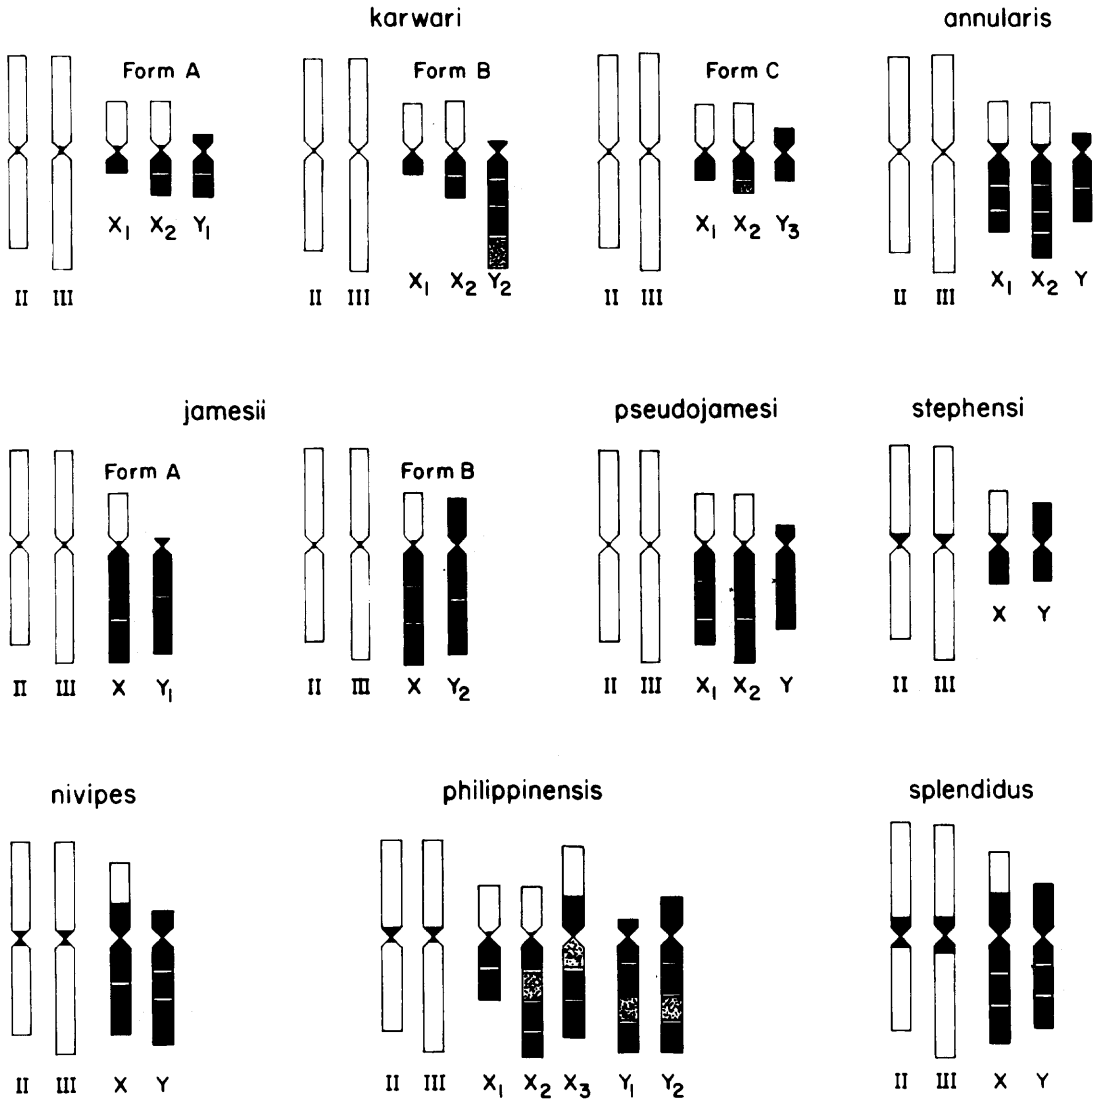 karwari
annularis
Form A
Form B
Form C
X₁ X₂ Y₁
X₁ X₂ Y₂
X₁ X₂ Y₃
X₁ X₂ Y
II III
II III
II III
II III
jamesii
pseudojamesi
stephensi
Form A
Form B
X Y
II III X Y₁
II III X Y₂
II III X₁ X₂ Y
II III
nivipes
philippinensis
splendidus
II III X Y
II III X₁ X₂ X₃ Y₁ Y₂
II III X Y